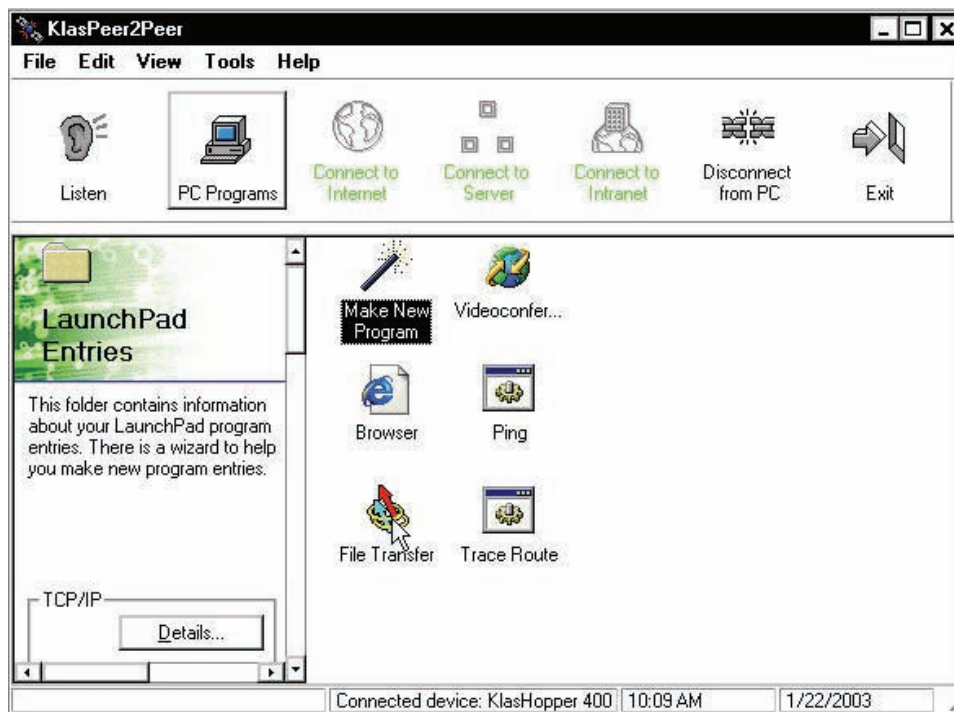 KlasPeer2Peer
File Edit View Tools Help
Listen
PC Programs
Connect to
Internet
Connect to
Server
Connect to
Intranet
Disconnect
from PC
Exit
LaunchPad
Entries
This folder contains information
about your LaunchPad program
entries. There is a wizard to help
you make new program entries.
TCP/IP
Details...
Make New
Program
Videoconfer...
Browser
Ping
File Transfer
Trace Route
Connected device: KlasHopper 400 10:09 AM 1/22/2003